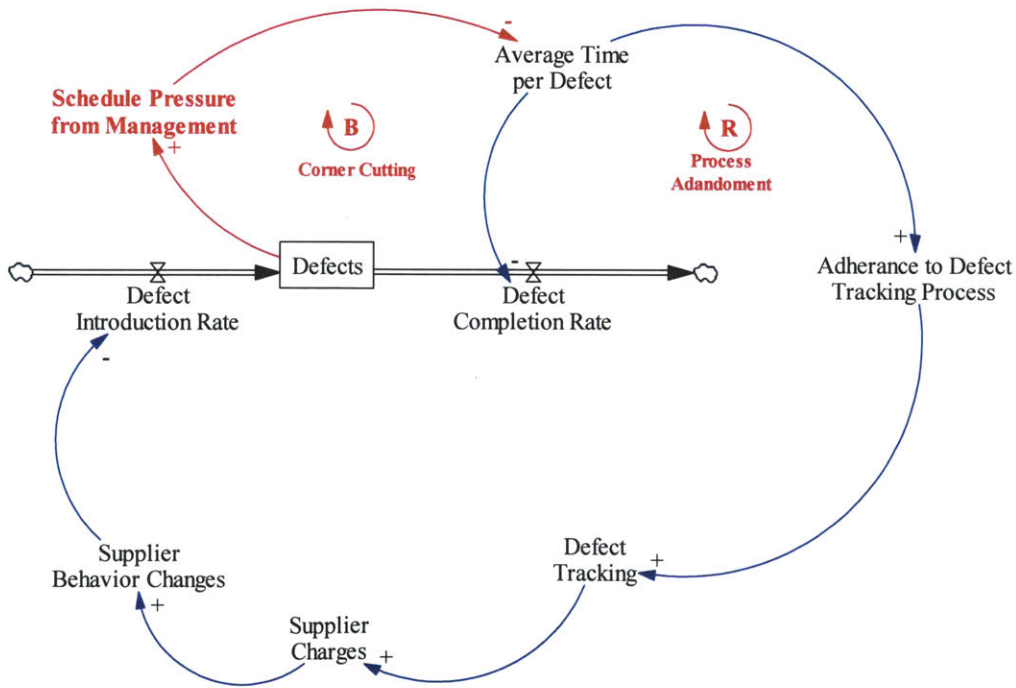 -
Average Time
per Defect
Schedule Pressure
from Management
+
B
Corner Cutting
R
Process
Adandoment
+
Adherance to Defect
Tracking Process
Defects
-
Defect
Introduction Rate
Defect
Completion Rate
-
Supplier
Behavior Changes
+
Defect
Tracking
+
Supplier
Charges
+